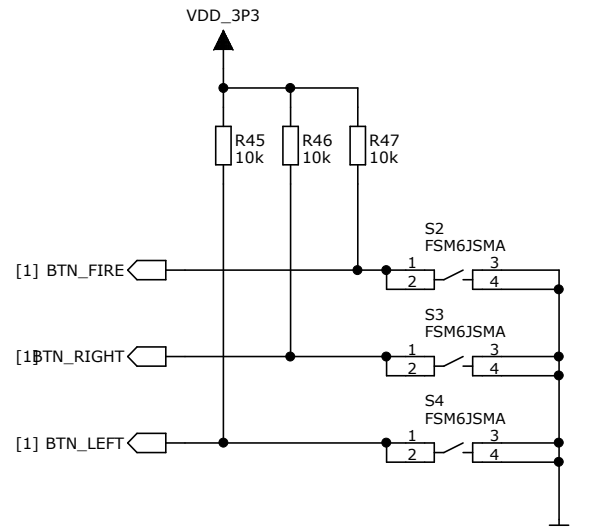 VDD_3P3
R45 R46 R47
10k 10k 10k
S2
FSM6JSMA
[1] BTN_FIRE 1 3
2 4
S3
FSM6JSMA
[1] BTN_RIGHT 1 3
2 4
S4
FSM6JSMA
[1] BTN_LEFT 1 3
2 4